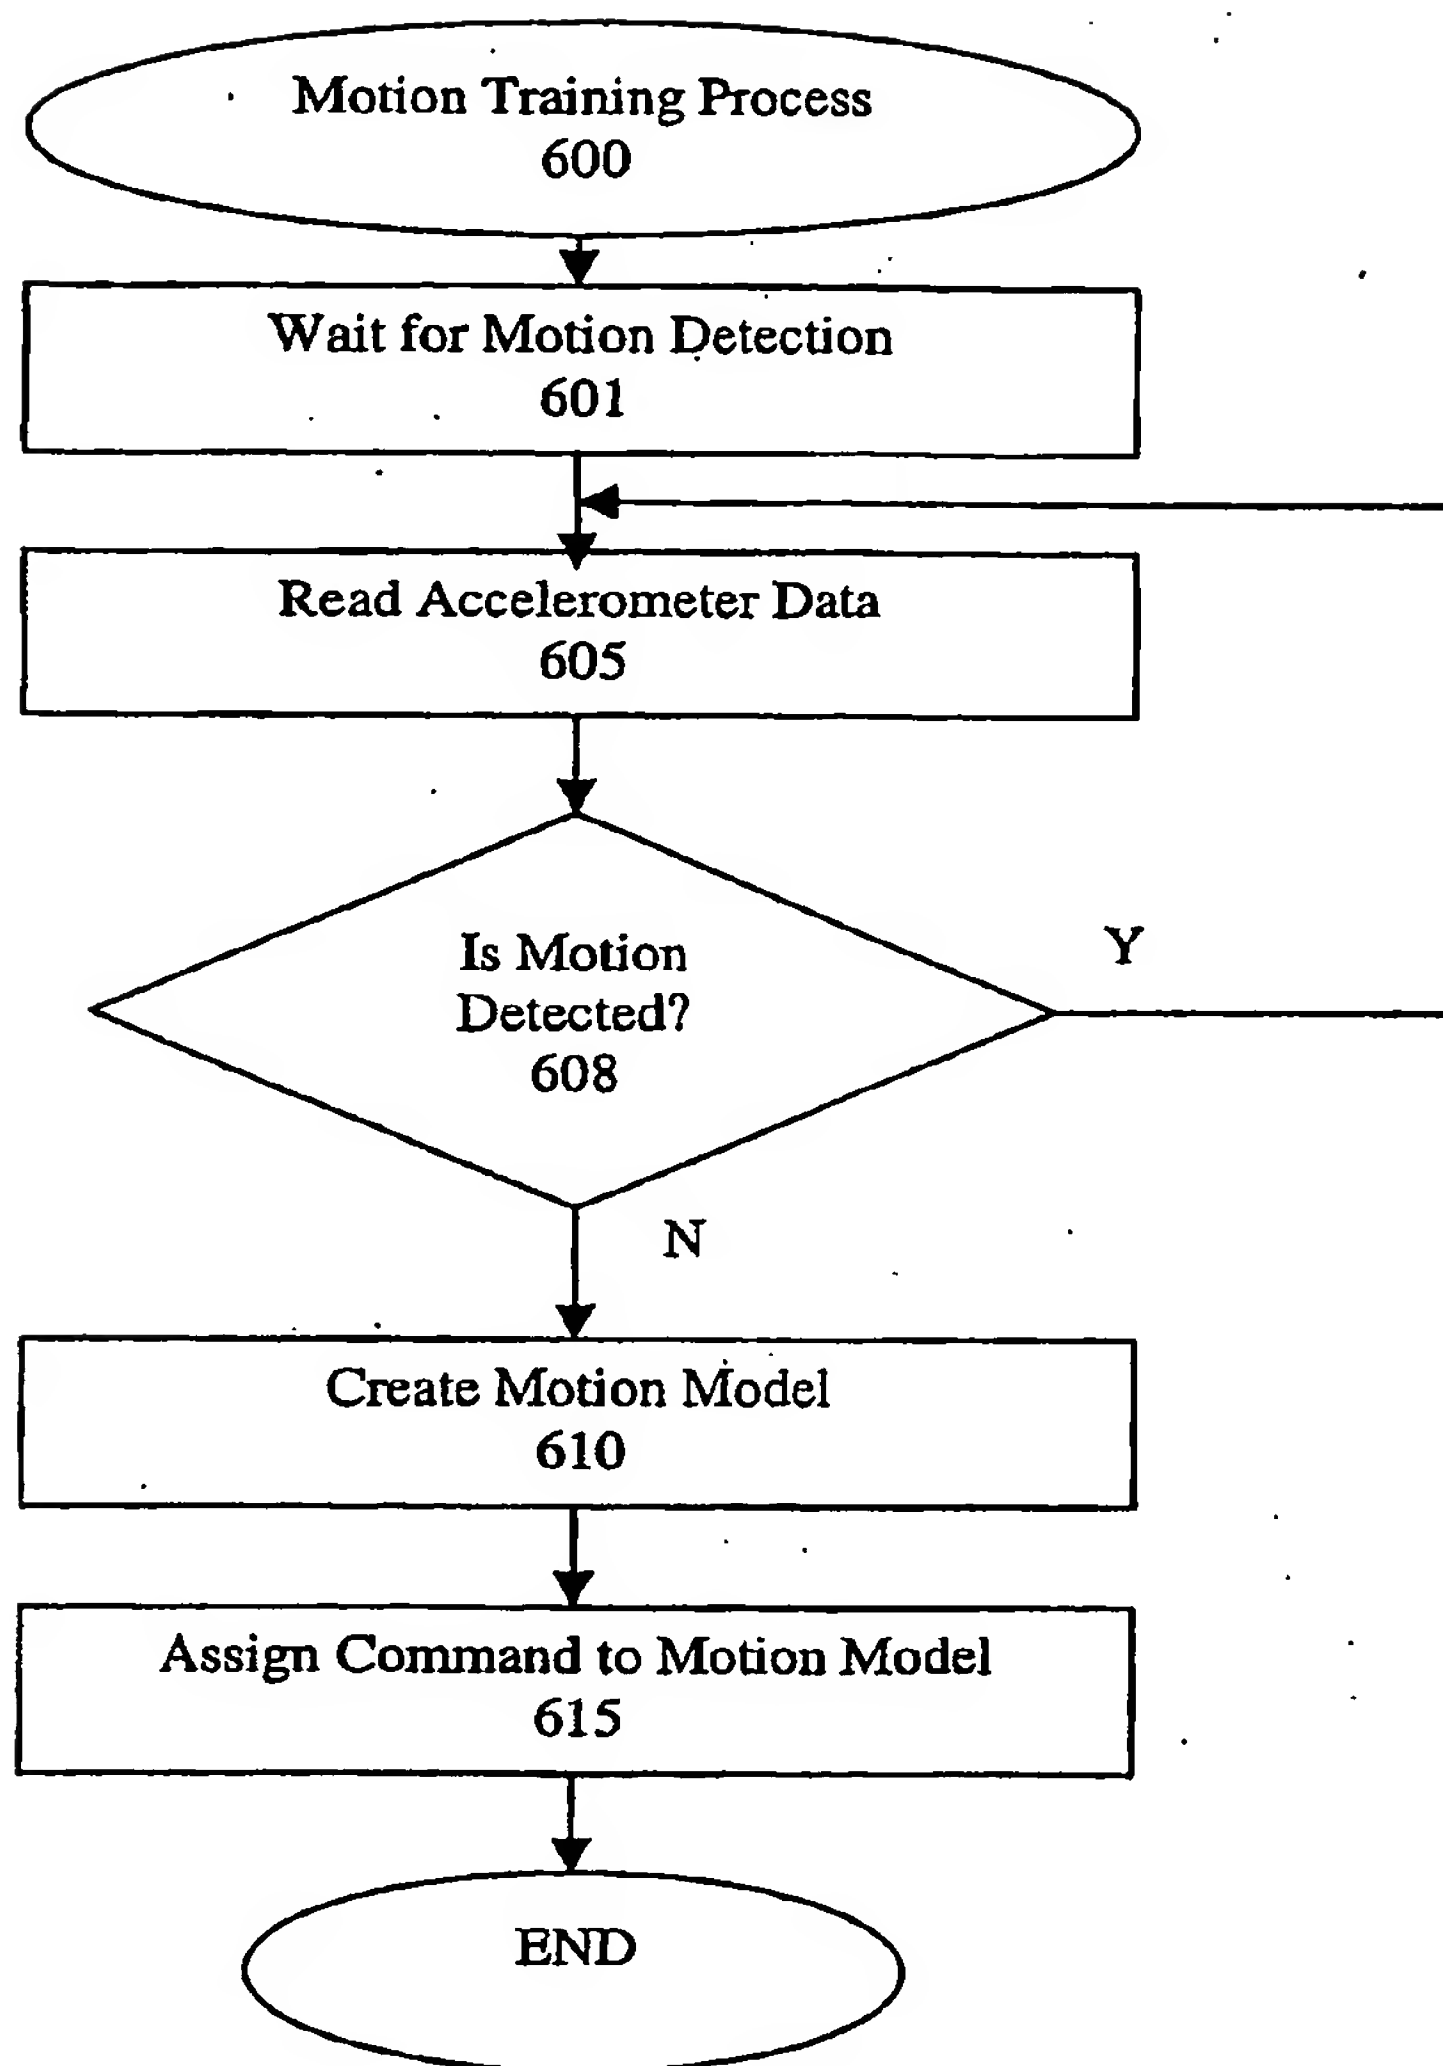 Motion Training Process
600
Wait for Motion Detection
601
Read Accelerometer Data
605
Is Motion
Detected?
608
Y
N
Create Motion Model
610
Assign Command to Motion Model
615
END